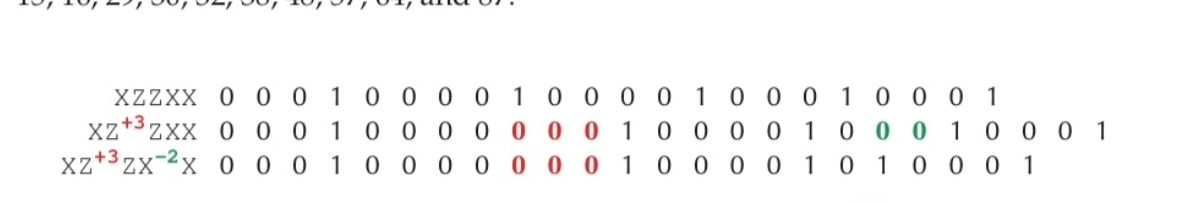 XZZXX 0 0 0 1 0 0 0 0 1 0 0 0 0 1 0 0 0 1 0 0 0 1
XZ+3ZXX 0 0 0 1 0 0 0 0 0 0 0 1 0 0 0 0 1 0 0 0 1 0 0 0 1
XZ+3ZX−2X 0 0 0 1 0 0 0 0 0 0 0 1 0 0 0 0 1 0 1 0 0 0 1